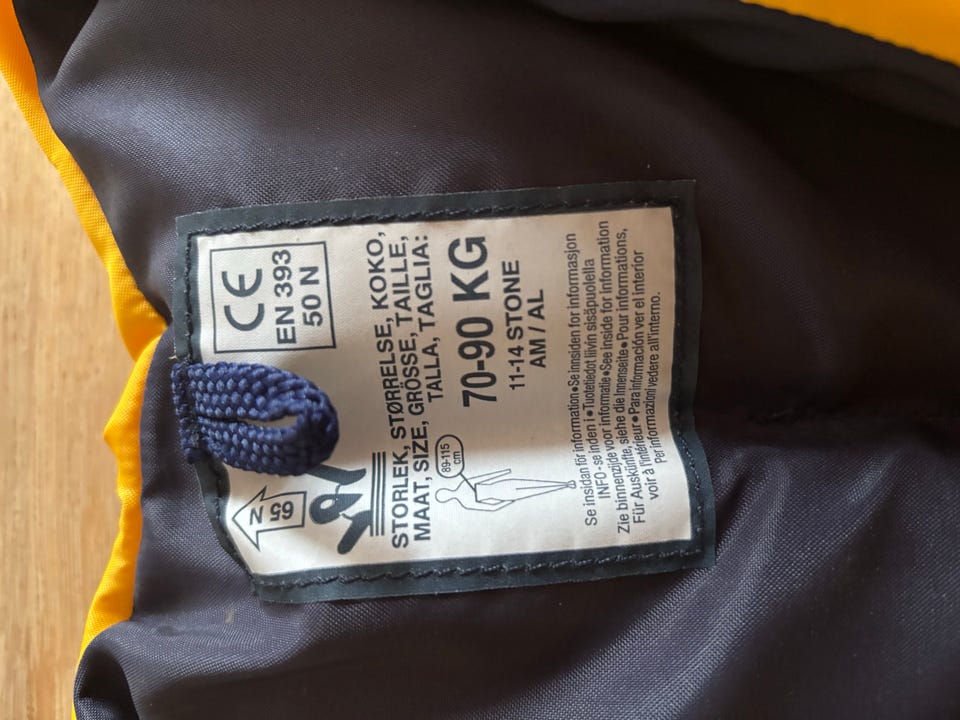 65
N
CE
EN 393
50 N
STORLEK, STØRRELSE, KOKO,
MAAT, SIZE, GRÖSSE, TAILLE,
TALLA, TAGLIA:
89-115
cm
70-90 KG
11-14 STONE
AM / AL
Se insidan för information•Se innsiden for informasjon
INFO - se inden i•Tuotetiedot liivin sisäpuolella
Zie binnenzijde voor informatie•See inside for information
Für Auskünfte, siehe die Innenseite•Pour informations,
voir à l'intérieur•Para información ver el interior
Per informazioni vedere all'interno.